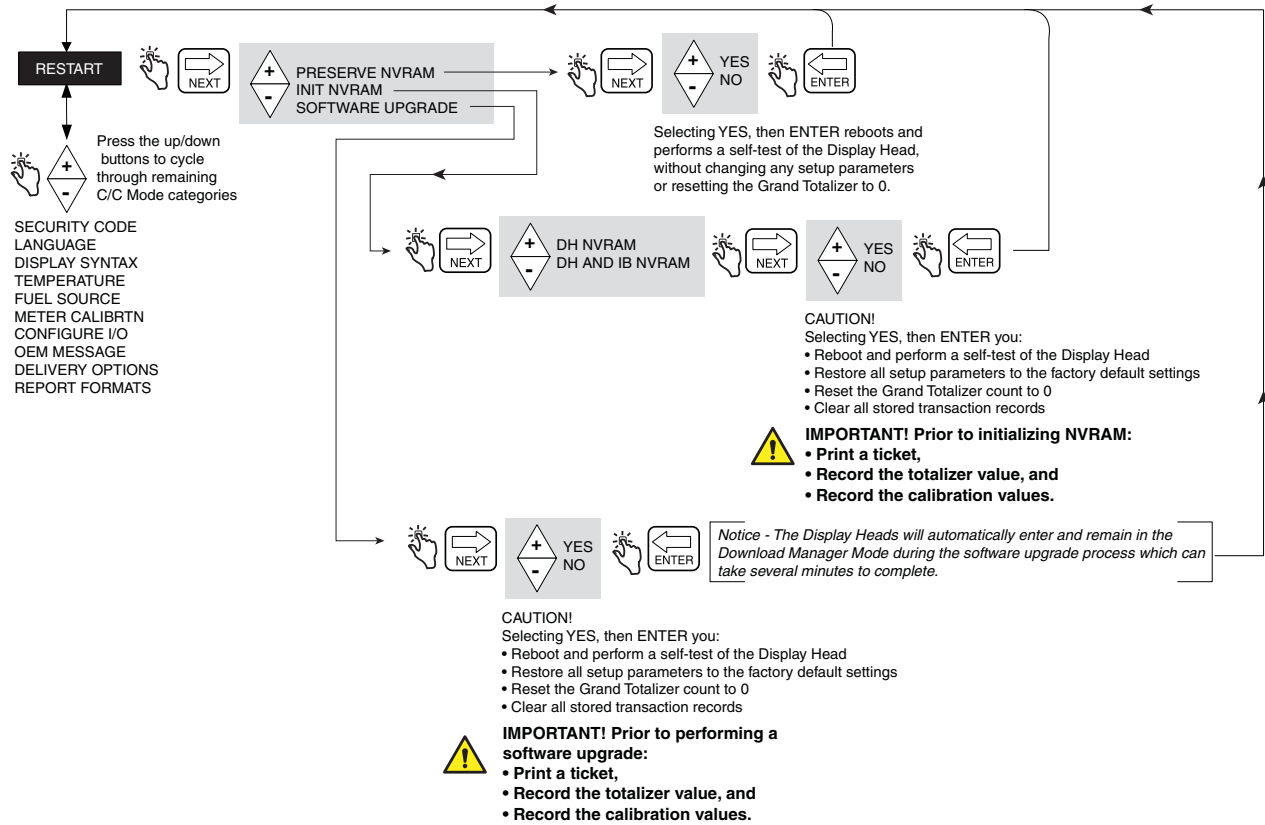 RESTART
NEXT
+
-
PRESERVE NVRAM
INIT NVRAM
SOFTWARE UPGRADE
NEXT
+
-
YES
NO
ENTER
Selecting YES, then ENTER reboots and
performs a self-test of the Display Head,
without changing any setup parameters
or resetting the Grand Totalizer to 0.
+
-
Press the up/down
buttons to cycle
through remaining
C/C Mode categories
SECURITY CODE
LANGUAGE
DISPLAY SYNTAX
TEMPERATURE
FUEL SOURCE
METER CALIBRTN
CONFIGURE I/O
OEM MESSAGE
DELIVERY OPTIONS
REPORT FORMATS
NEXT
+
-
DH NVRAM
DH AND IB NVRAM
NEXT
+
-
YES
NO
ENTER
CAUTION!
Selecting YES, then ENTER you:
• Reboot and perform a self-test of the Display Head
• Restore all setup parameters to the factory default settings
• Reset the Grand Totalizer count to 0
• Clear all stored transaction records
!
IMPORTANT! Prior to initializing NVRAM:
• Print a ticket,
• Record the totalizer value, and
• Record the calibration values.
NEXT
+
-
YES
NO
ENTER
Notice - The Display Heads will automatically enter and remain in the
Download Manager Mode during the software upgrade process which can
take several minutes to complete.
CAUTION!
Selecting YES, then ENTER you:
• Reboot and perform a self-test of the Display Head
• Restore all setup parameters to the factory default settings
• Reset the Grand Totalizer count to 0
• Clear all stored transaction records
!
IMPORTANT! Prior to performing a
software upgrade:
• Print a ticket,
• Record the totalizer value, and
• Record the calibration values.